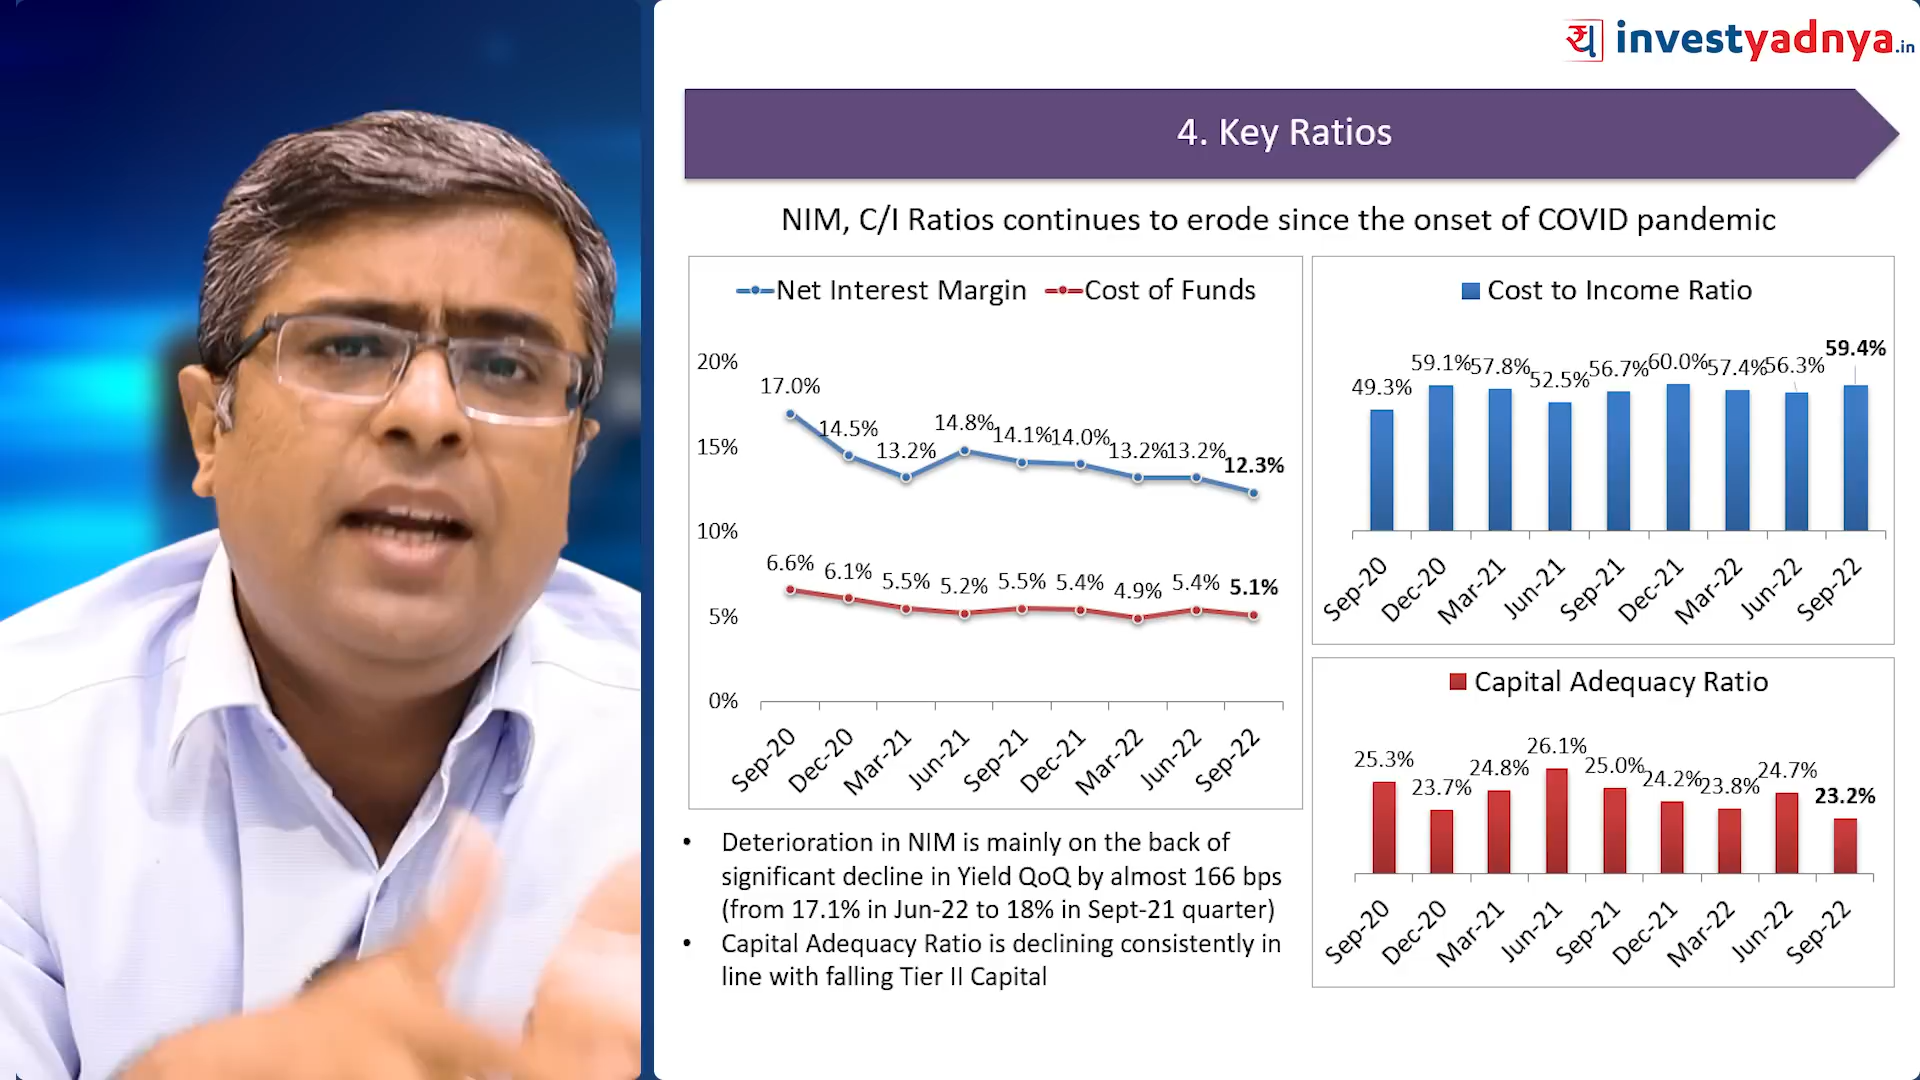 investyadnya.in
4. Key Ratios
NIM, C/I Ratios continues to erode since the onset of COVID pandemic
Net Interest Margin Cost of Funds
20%
15%
10%
5%
0%
17.0% 14.5% 13.2% 14.8% 14.1% 14.0% 13.2% 13.2% 12.3%
6.6% 6.1% 5.5% 5.2% 5.5% 5.4% 4.9% 5.4% 5.1%
Sep-20 Dec-20 Mar-21 Jun-21 Sep-21 Dec-21 Mar-22 Jun-22 Sep-22
Cost to Income Ratio
49.3% 59.1% 57.8% 52.5% 56.7% 60.0% 57.4% 56.3% 59.4%
Sep-20 Dec-20 Mar-21 Jun-21 Sep-21 Dec-21 Mar-22 Jun-22 Sep-22
Capital Adequacy Ratio
25.3% 23.7% 24.8% 26.1% 25.0% 24.2% 23.8% 24.7% 23.2%
Sep-20 Dec-20 Mar-21 Jun-21 Sep-21 Dec-21 Mar-22 Jun-22 Sep-22
• Deterioration in NIM is mainly on the back of
significant decline in Yield QoQ by almost 166 bps
(from 17.1% in Jun-22 to 18% in Sept-21 quarter)
• Capital Adequacy Ratio is declining consistently in
line with falling Tier II Capital